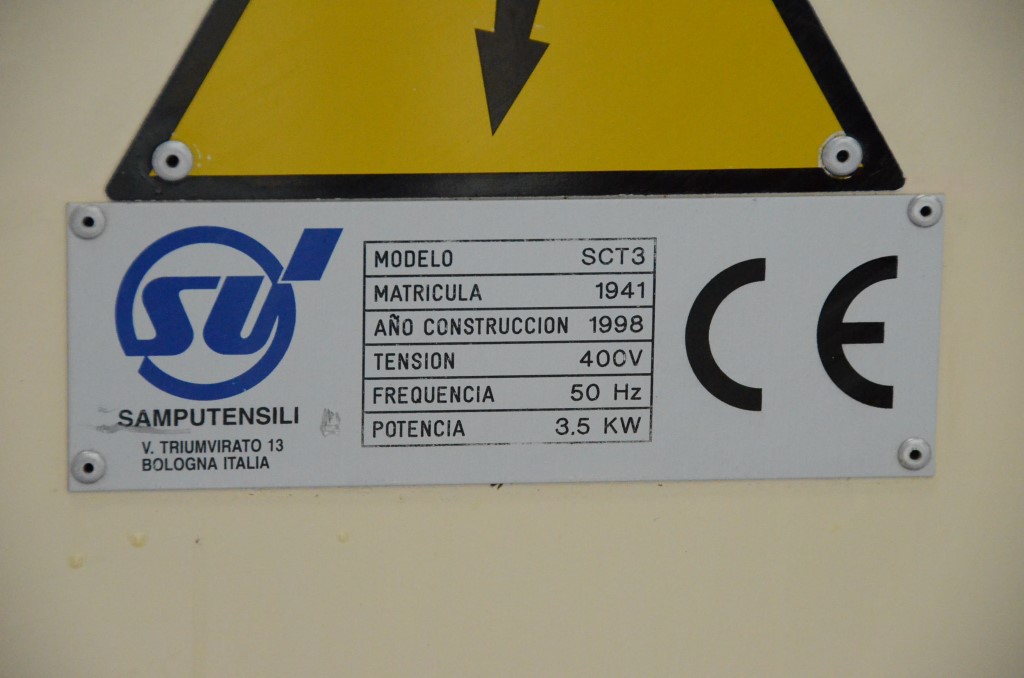 SU
SAMPUTENSILI
V. TRIUMVIRATO 13
BOLOGNA ITALIA
MODELO SCT3
MATRICULA 1941
AÑO CONSTRUCCION 1998
TENSION 400V
FREQUENCIA 50 Hz
POTENCIA 3.5 KW
CE